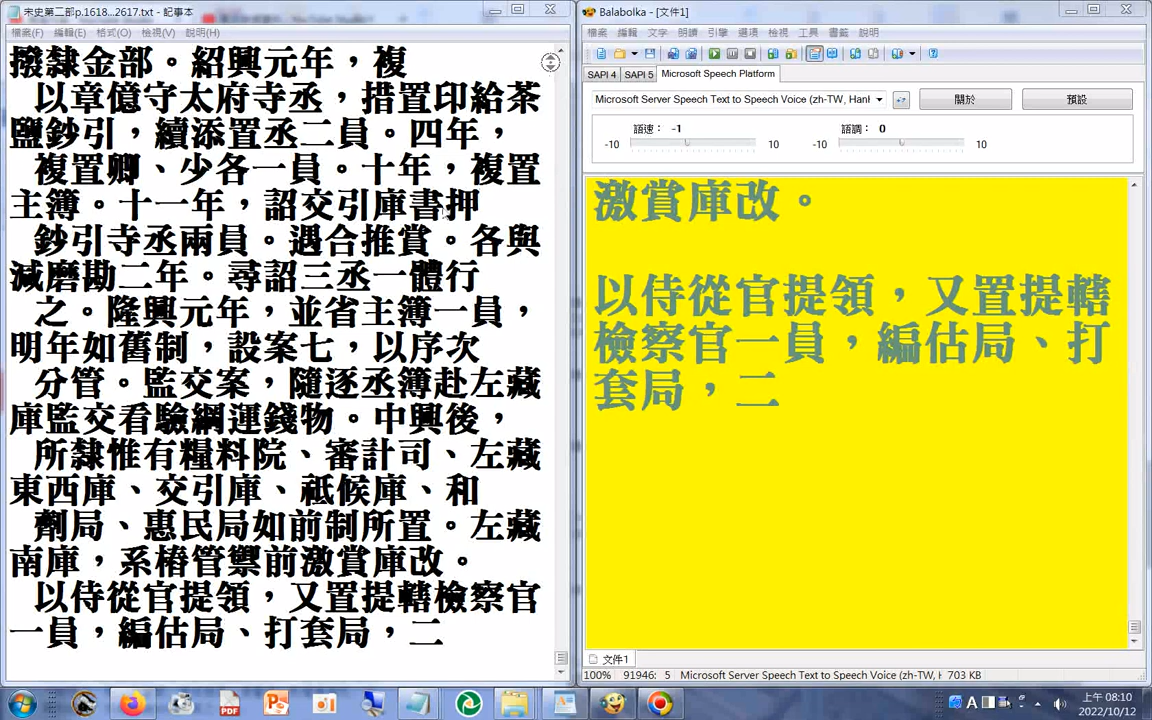 宋史第二部p.1618...2617.txt - 記事本
檔案(F) 編輯(E) 格式(O) 檢視(V) 說明(H)
撥隸金部。紹興元年，複
以章億守太府寺丞，措置印給茶
鹽鈔引，續添置丞二員。四年，
複置卿、少各一員。十年，複置
主簿。十一年，詔交引庫書押
鈔引寺丞兩員。遇合推賞。各與
減磨勘二年。尋詔三丞一體行
之。隆興元年，並省主簿一員，
明年如舊制，設案七，以序次
分管。監交案，隨逐丞簿赴左藏
庫監交看驗綱運錢物。中興後，
所隸惟有糧料院、審計司、左藏
東西庫、交引庫、祗候庫、和
劑局、惠民局如前制所置。左藏
南庫，系樁管禦前激賞庫改。
以侍從官提領，又置提轄檢察官
一員，編估局、打套局，二
Balabolka - [文件1]
檔案 編輯 文字 朗讀 引擎 選項 檢視 工具 書籤 說明
SAPI 4 SAPI 5 Microsoft Speech Platform
Microsoft Server Speech Text to Speech Voice (zh-TW, Hanl
關於 預設
語速： -1 語調： 0
-10 10 -10 10
激賞庫改。
以侍從官提領，又置提轄
檢察官一員，編估局、打
套局，二
文件1
100% 91946: 5 Microsoft Server Speech Text to Speech Voice (zh-TW, H 703 KB
上午 08:10
2022/10/12